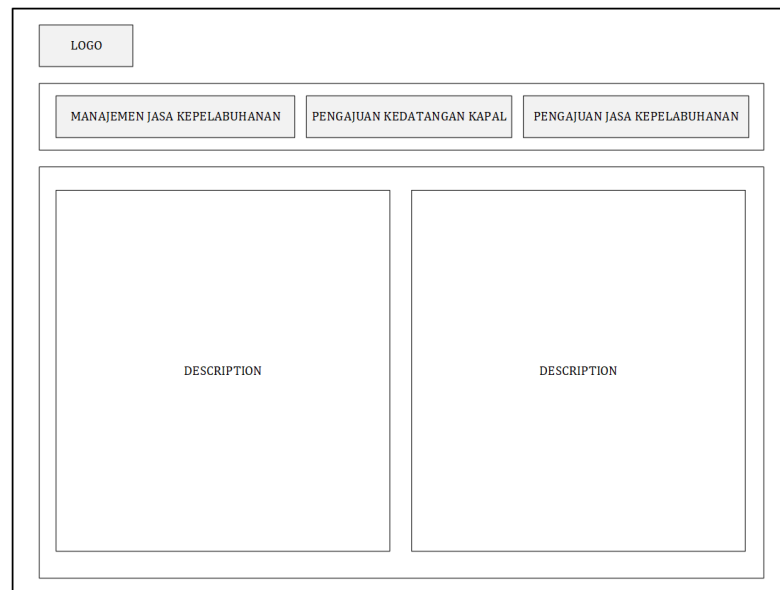 LOGO
MANAJEMEN JASA KEPELABUHANAN
PENGAJUAN KEDATANGAN KAPAL
PENGAJUAN JASA KEPELABUHANAN
DESCRIPTION
DESCRIPTION